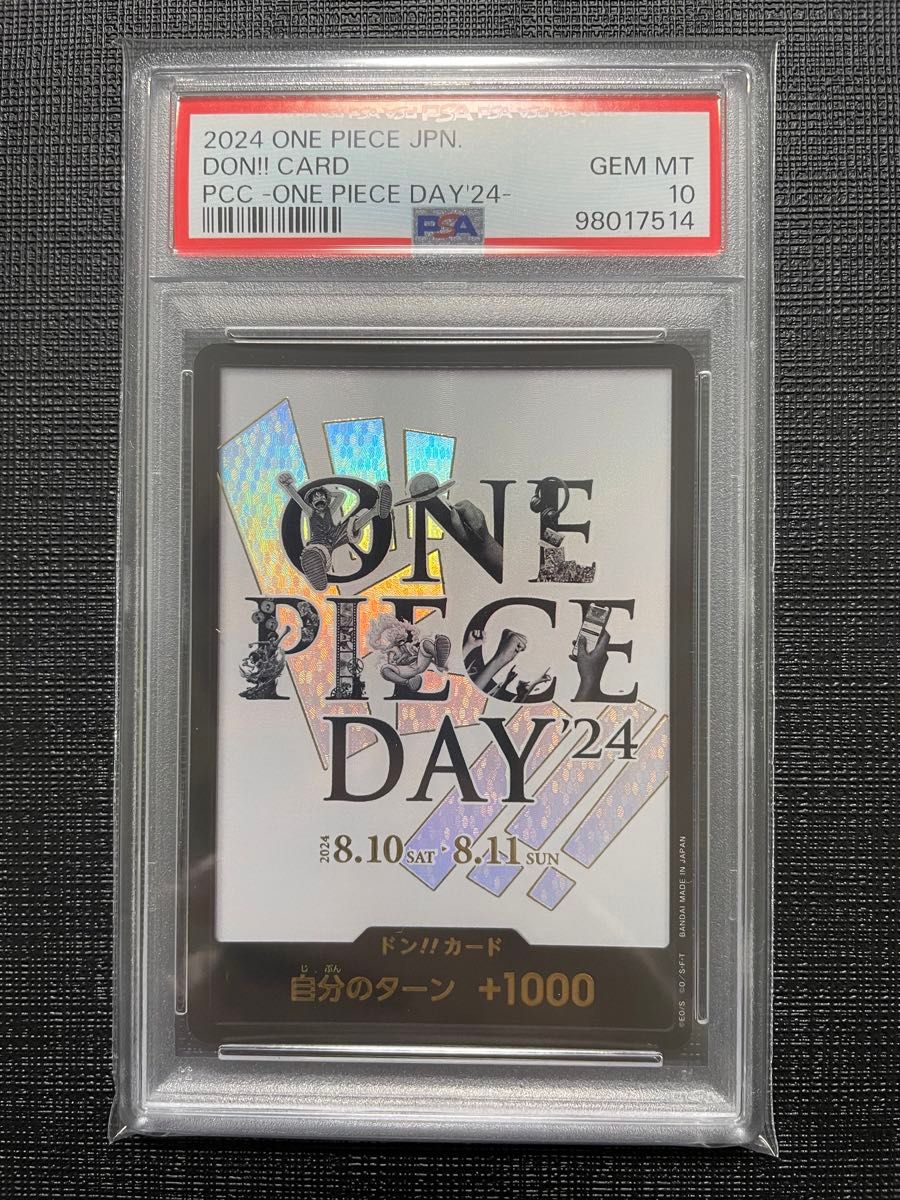 2024 ONE PIECE JPN.
DON!! CARD
GEM MT
PCC -ONE PIECE DAY'24-
10
PSA
98017514
ONE
PIECE
DAY'24
2024 8.10 SAT・8.11 SUN
ドン!!カード
じ ぶん
自分のターン +1000
©EO/S ©O/S・F・T BANDAI MADE IN JAPAN